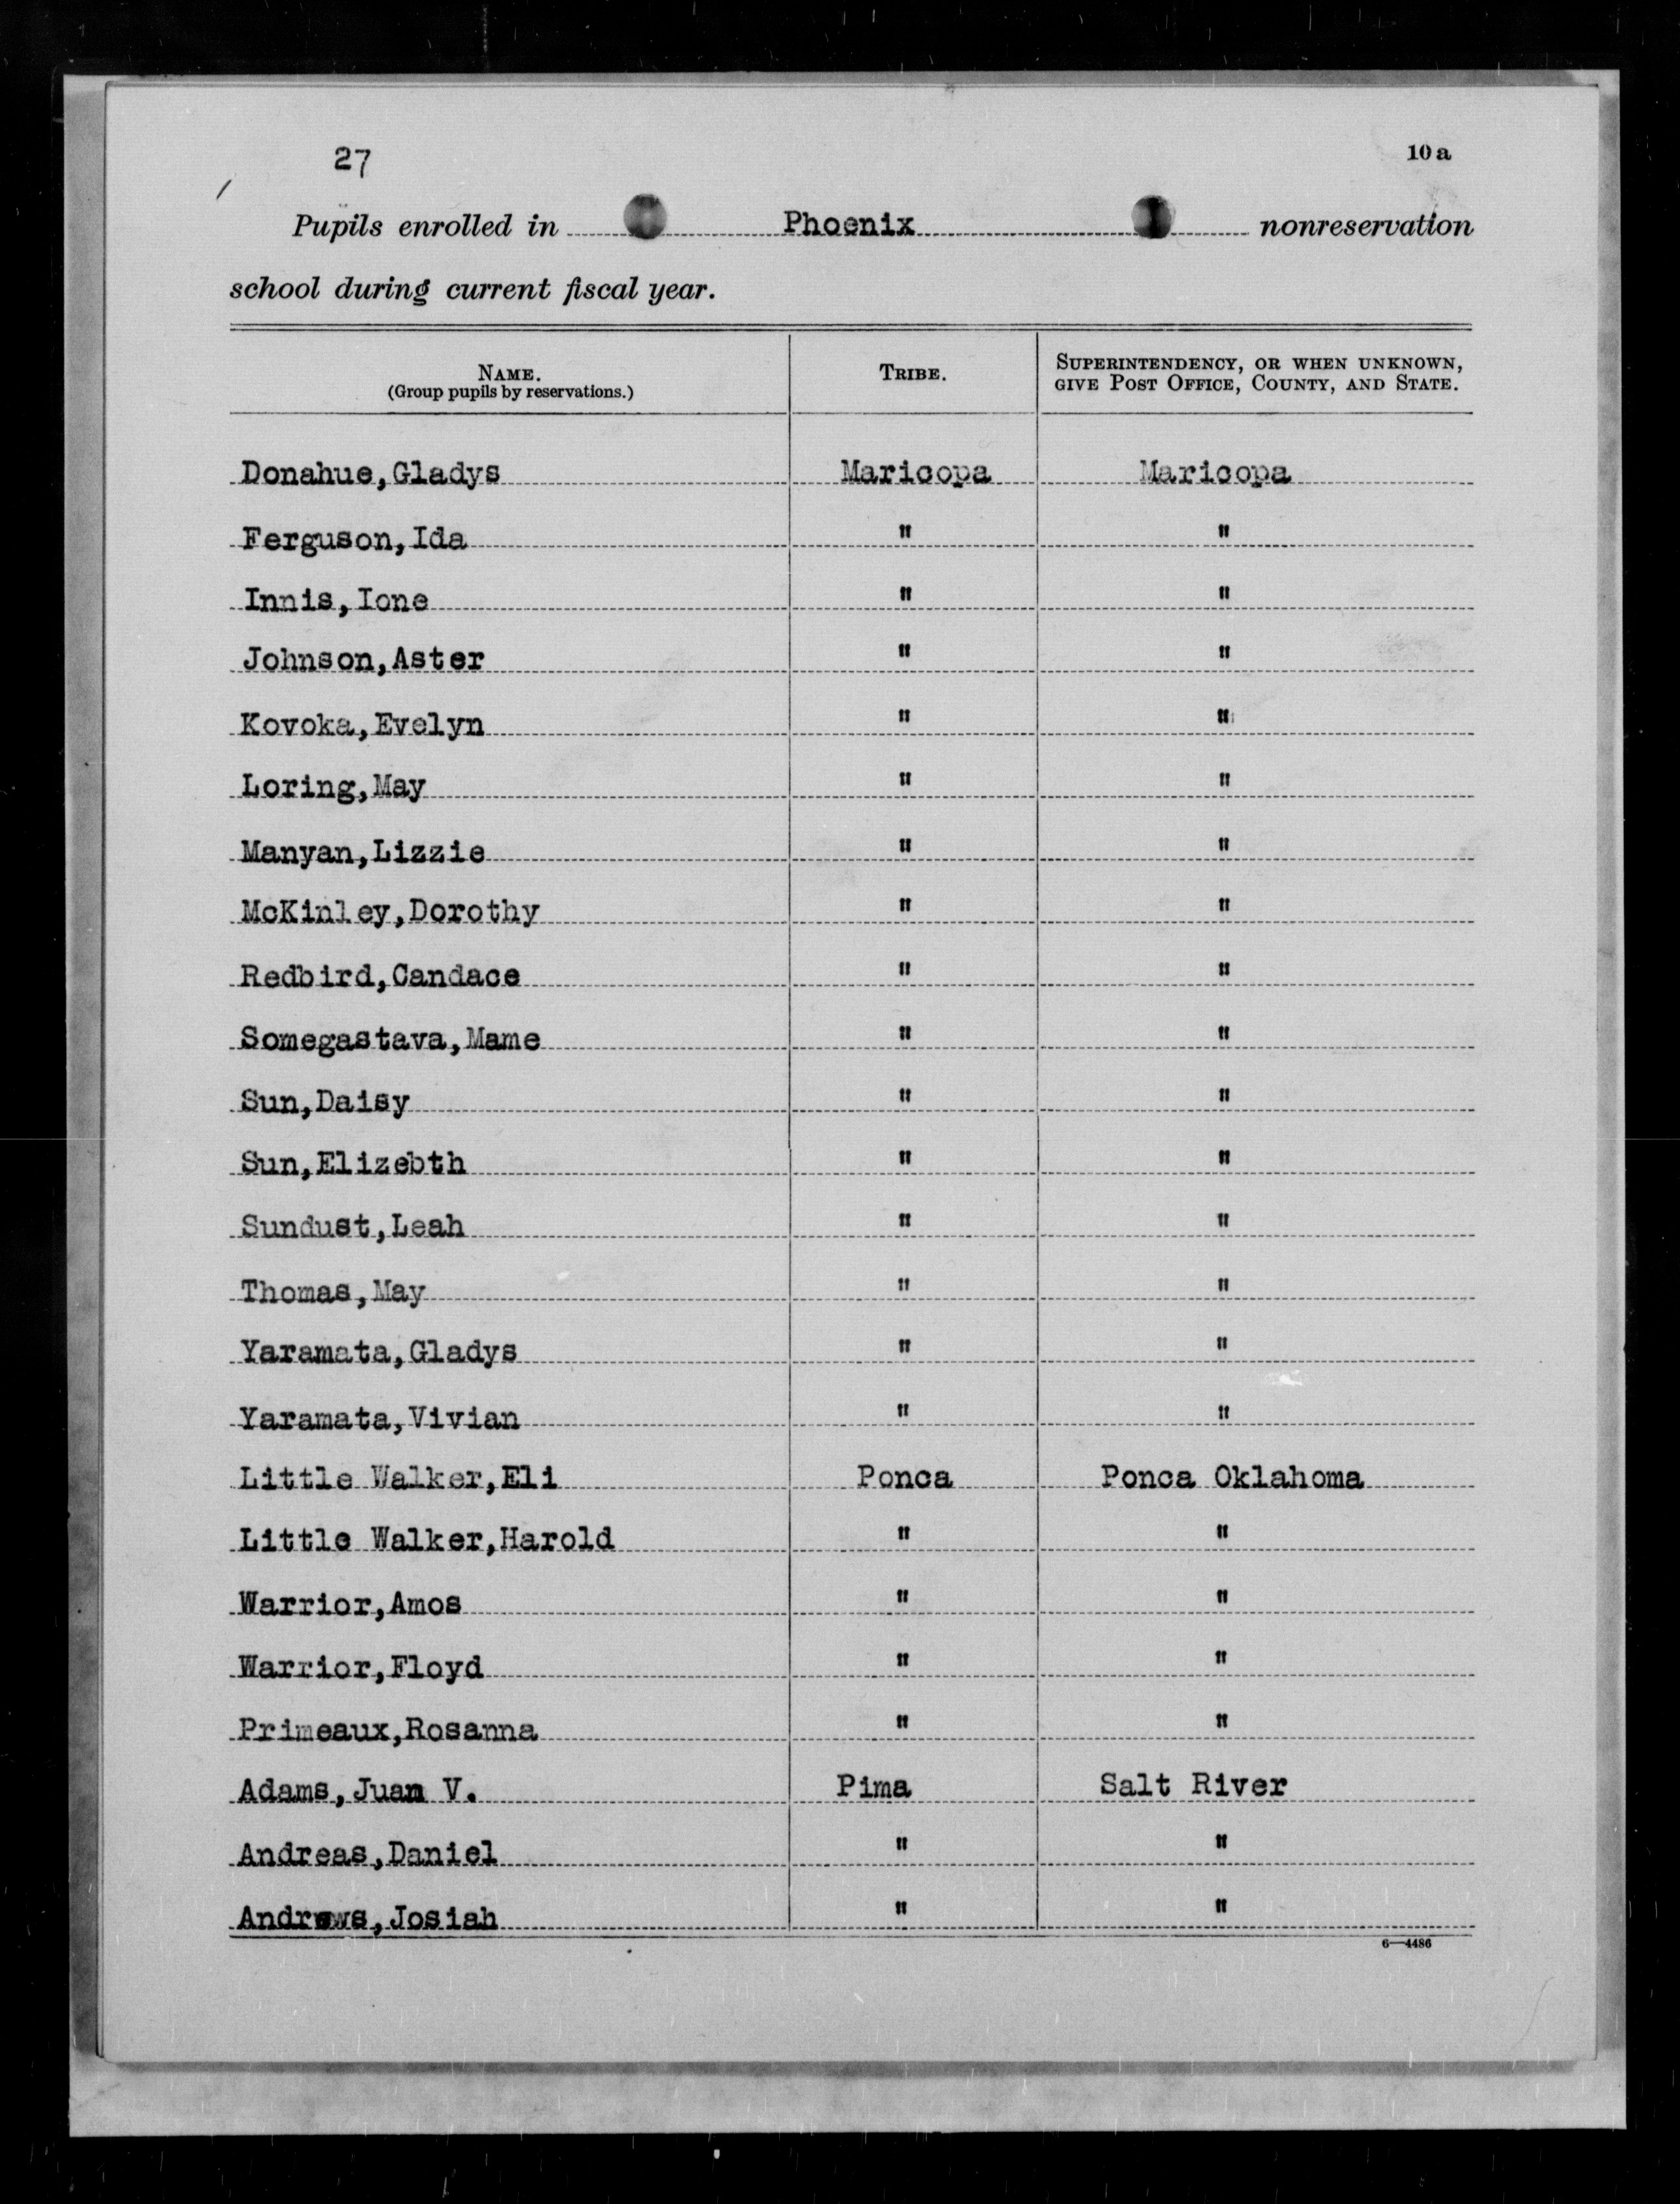 27
10 a
Pupils enrolled in Phoenix nonreservation
school during current fiscal year.
NAME. TRIBE. SUPERINTENDENCY, OR WHEN UNKNOWN,
(Group pupils by reservations.) GIVE POST OFFICE, COUNTY, AND STATE.
Donahue,Gladys Maricopa Maricopa
Ferguson,Ida " "
Innis,Ione " "
Johnson,Aster " "
Kovoka,Evelyn " "
Loring,May " "
Manyan,Lizzie " "
McKinley,Dorothy " "
Redbird,Candace " "
Somegastava,Mame " "
Sun,Daisy " "
Sun,Elizebth " "
Sundust,Leah " "
Thomas,May " "
Yaramata,Gladys " "
Yaramata,Vivian " "
Little Walker,Eli Ponca Ponca Oklahoma
Little Walker,Harold " "
Warrior,Amos " "
Warrior,Floyd " "
Primeaux,Rosanna " "
Adams,Juan V. Pima Salt River
Andreas,Daniel " "
Andrews,Josiah " "
6—4486